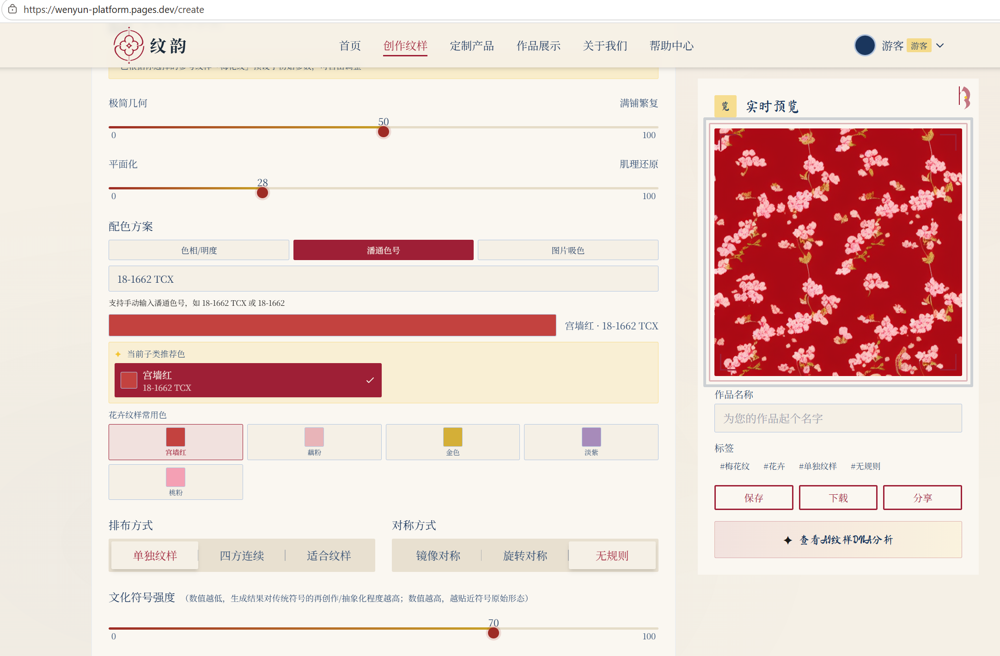 https://wenyun-platform.pages.dev/create
纹韵
首页 创作纹样 定制产品 作品展示 关于我们 帮助中心
游客 游客
极简几何 满铺繁复
50
0 100
平面化 肌理还原
28
0 100
配色方案
色相/明度 潘通色号 图片吸色
18-1662 TCX
支持手动输入潘通色号，如 18-1662 TCX 或 18-1662
宫墙红 · 18-1662 TCX
当前子类推荐色
宫墙红
18-1662 TCX
花卉纹样常用色
宫墙红 藕粉 金色 淡紫
桃粉
排布方式
单独纹样 四方连续 适合纹样
对称方式
镜像对称 旋转对称 无规则
文化符号强度 （数值越低，生成结果对传统符号的再创作/抽象化程度越高；数值越高，越贴近符号原始形态）
70
0 100
览 实时预览
作品名称
为您的作品起个名字
标签
#梅花纹 #花卉 #单独纹样 #无规则
保存 下载 分享
查看AI纹样DNA分析